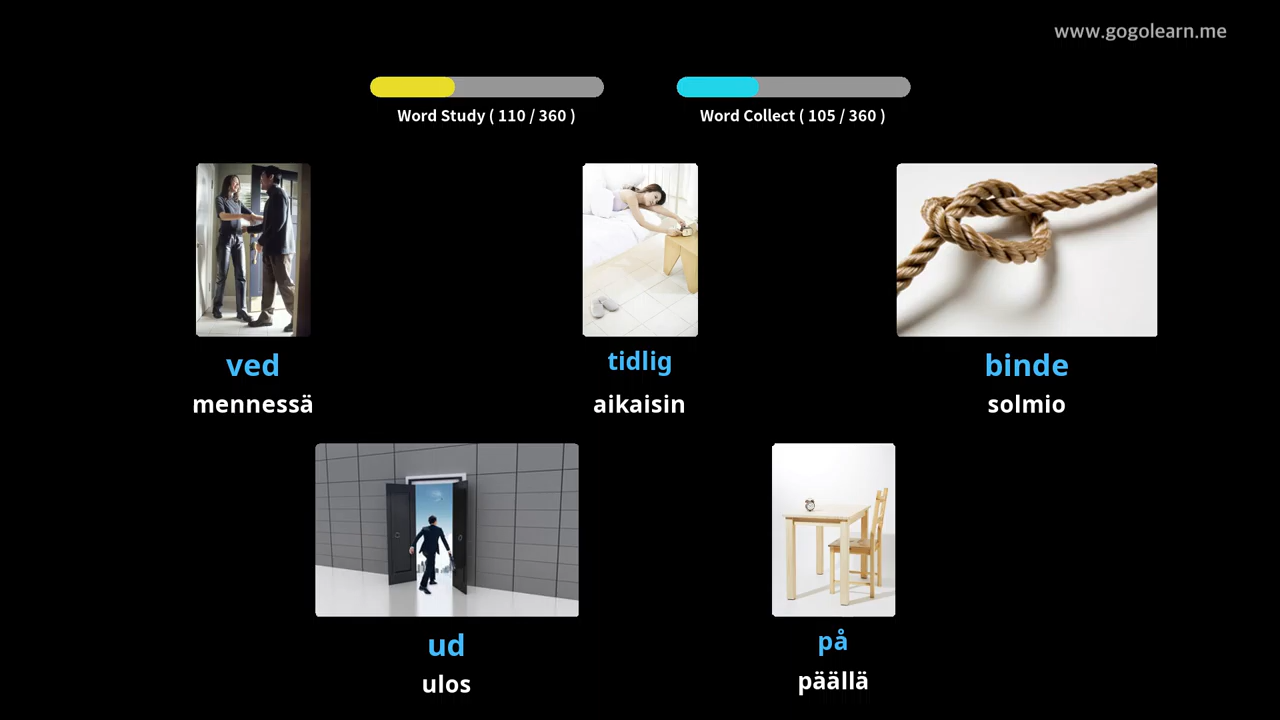 www.gogolearn.me
Word Study ( 110 / 360 )
Word Collect ( 105 / 360 )
ved
mennessä
tidlig
aikaisin
binde
solmio
ud
ulos
på
päällä